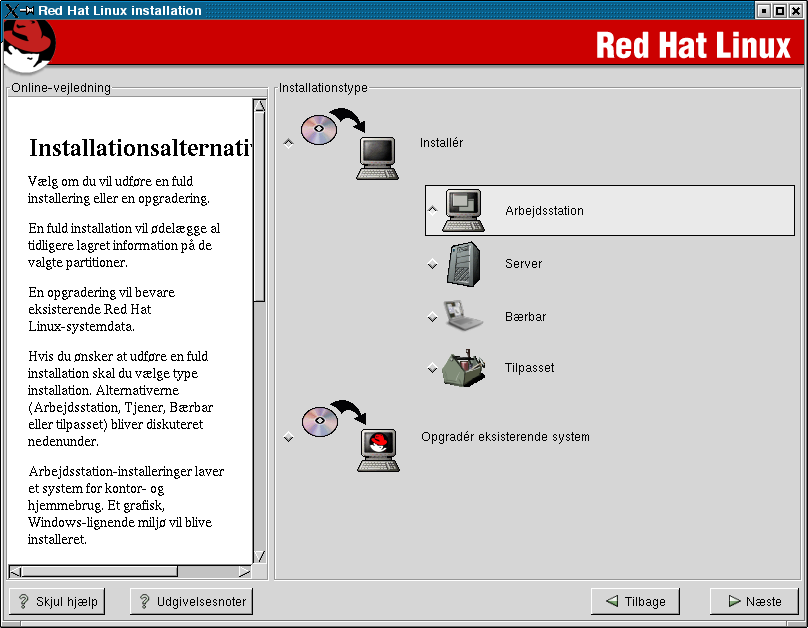 Red Hat Linux installation
Red Hat Linux
Online-vejledning
Installationsalternati
Vælg om du vil udføre en fuld
installering eller en opgradering.
En fuld installation vil ødelægge al
tidligere lagret information på de
valgte partitioner.
En opgradering vil bevare
eksisterende Red Hat
Linux-systemdata.
Hvis du ønsker at udføre en fuld
installation skal du vælge type
installation. Alternativerne
(Arbejdsstation, Tjener, Bærbar
eller tilpasset) bliver diskuteret
nedenunder.
Arbejdsstation-installeringer laver
et system for kontor- og
hjemmebrug. Et grafisk,
Windows-lignende miljø vil blive
installeret.
Installationstype
Installér
Arbejdsstation
Server
Bærbar
Tilpasset
Opgradér eksisterende system
Skjul hjælp
Udgivelsesnoter
Tilbage
Næste